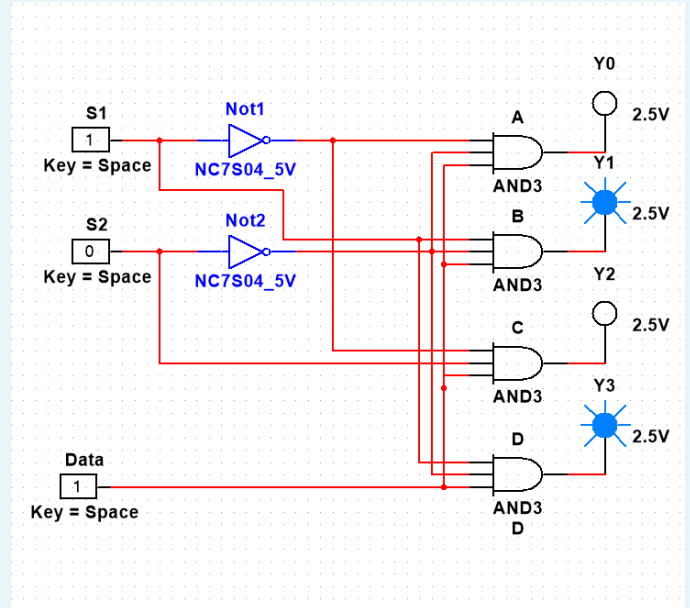 Y0
S1
Not1
A
2.5V
1
Key = Space
NC7S04_5V
AND3
Y1
S2
Not2
B
2.5V
0
Key = Space
NC7S04_5V
AND3
Y2
C
2.5V
AND3
Y3
D
2.5V
Data
1
Key = Space
AND3
D